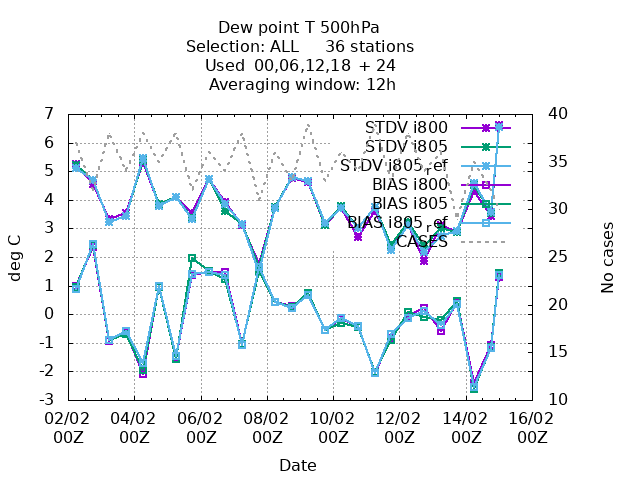 Dew point T 500hPa
Selection: ALL 36 stations
Used 00,06,12,18 + 24
Averaging window: 12h
7 40
STDV i800
6 STDV i805
35
5 STDV i805_ref
4 BIAS i800
30
3 BIAS i805
BIAS i805_ref
CASES
2 25
1
20
0
-1 15
-2
-3 10
deg C
No cases
02/02 04/02 06/02 08/02 10/02 12/02 14/02 16/02
00Z 00Z 00Z 00Z 00Z 00Z 00Z 00Z
Date